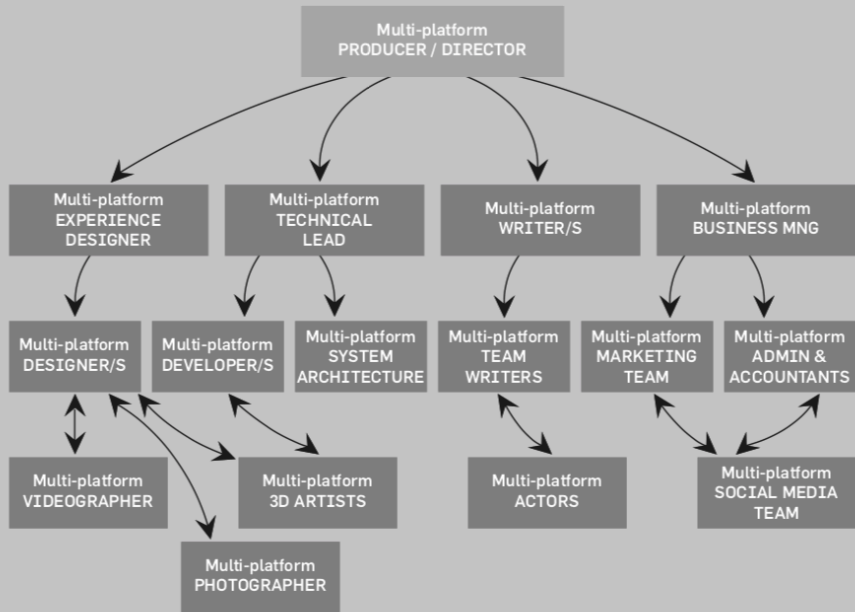 Multi-platform
PRODUCER / DIRECTOR
Multi-platform
EXPERIENCE
DESIGNER
Multi-platform
TECHNICAL
LEAD
Multi-platform
WRITER/S
Multi-platform
BUSINESS MNG
Multi-platform
DESIGNER/S
Multi-platform
DEVELOPER/S
Multi-platform
SYSTEM
ARCHITECTURE
Multi-platform
TEAM
WRITERS
Multi-platform
MARKETING
TEAM
Multi-platform
ADMIN &
ACCOUNTANTS
Multi-platform
VIDEOGRAPHER
Multi-platform
3D ARTISTS
Multi-platform
ACTORS
Multi-platform
SOCIAL MEDIA
TEAM
Multi-platform
PHOTOGRAPHER